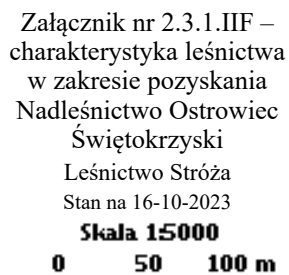 Załącznik nr 2.3.1.IIF –
charakterystyka leśnictwa
w zakresie pozyskania
Nadleśnictwo Ostrowiec
Świętokrzyski
Leśnictwo Stróża
Stan na 16-10-2023
Skala 1:5000
0 50 100 m